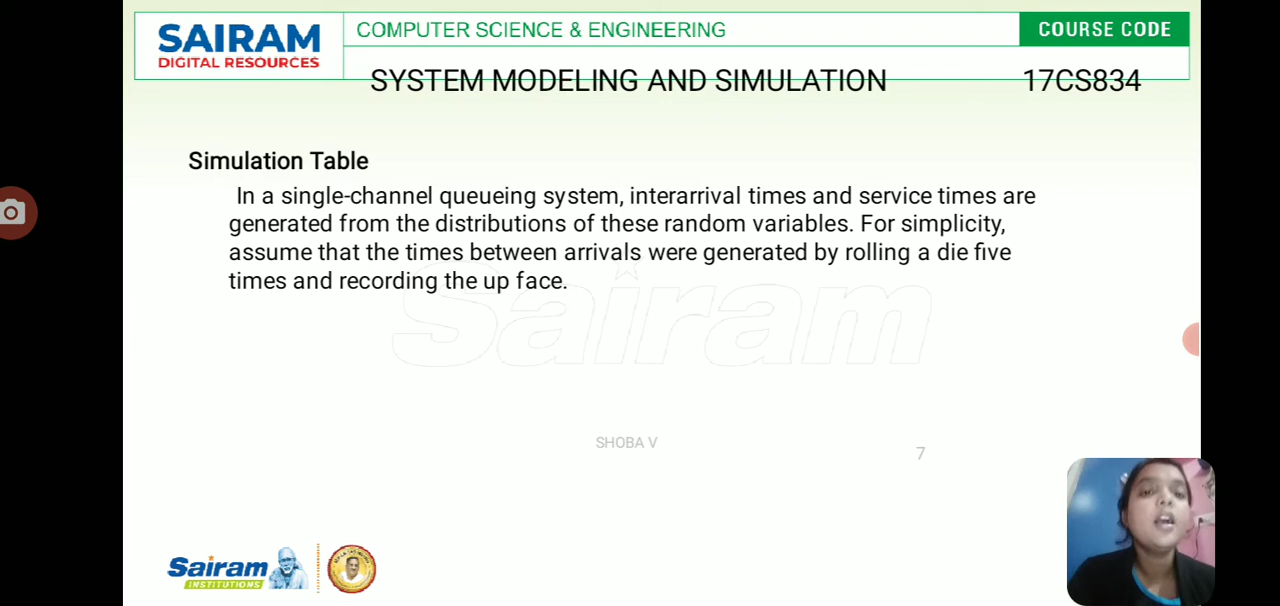 SAIRAM
DIGITAL RESOURCES
COMPUTER SCIENCE & ENGINEERING
COURSE CODE
SYSTEM MODELING AND SIMULATION
17CS834
Simulation Table
In a single-channel queueing system, interarrival times and service times are
generated from the distributions of these random variables. For simplicity,
assume that the times between arrivals were generated by rolling a die five
times and recording the up face.
Sairam
SHOBA V
7
Sairam
INSTITUTIONS